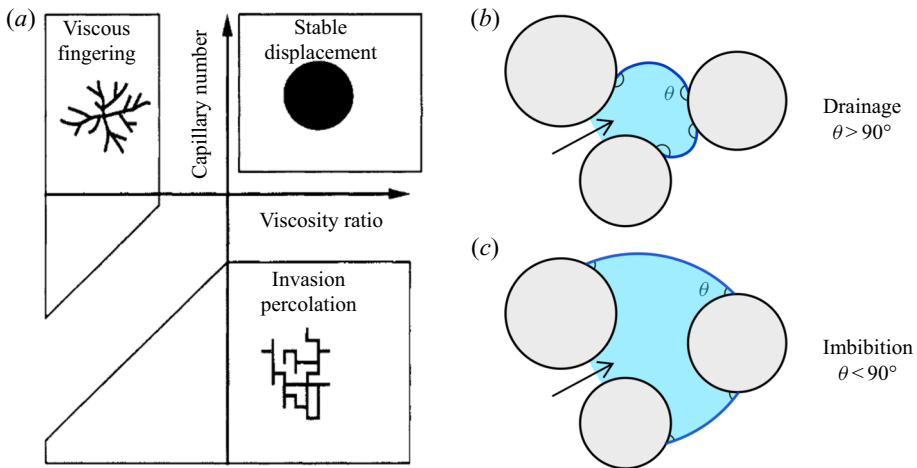 (a)
Viscous
fingering
Capillary number
Stable
displacement
Viscosity ratio
Invasion
percolation
(b)
θ
Drainage
θ > 90°
(c)
θ
Imbibition
θ < 90°